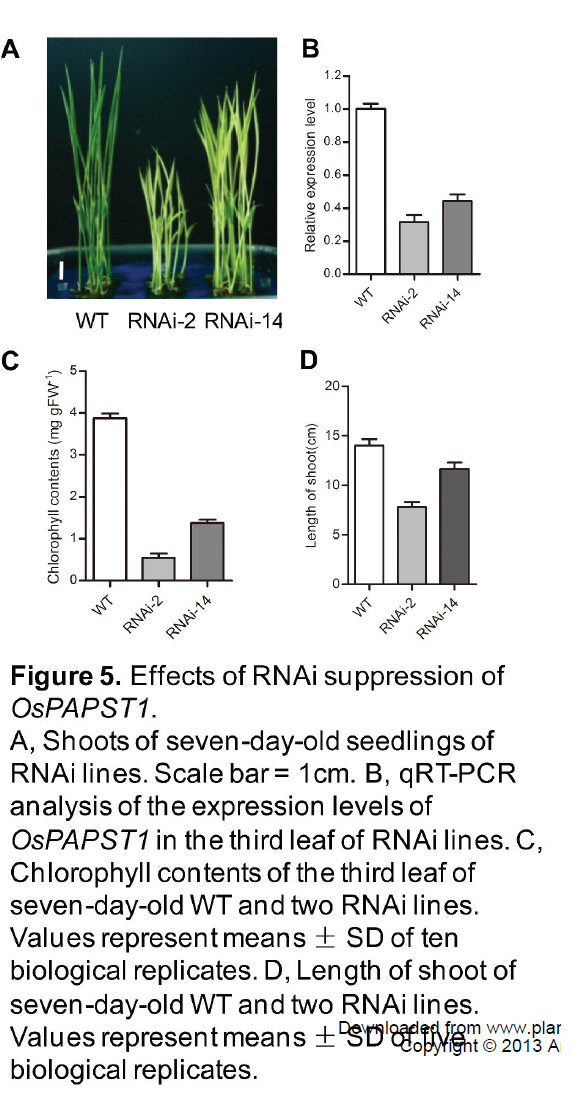 A
B
WT RNAi-2 RNAi-14
Relative expression level
1.2
1.0
0.8
0.6
0.4
0.2
0.0
WT
RNAi-2
RNAi-14
C
D
Chlorophyll contents (mg gFW-1)
5
4
3
2
1
0
WT
RNAi-2
RNAi-14
Length of shoot(cm)
20
15
10
5
0
WT
RNAi-2
RNAi-14
Figure 5. Effects of RNAi suppression of
OsPAPST1.
A, Shoots of seven-day-old seedlings of
RNAi lines. Scale bar = 1cm. B, qRT-PCR
analysis of the expression levels of
OsPAPST1 in the third leaf of RNAi lines. C,
Chlorophyll contents of the third leaf of
seven-day-old WT and two RNAi lines.
Values represent means ± SD of ten
biological replicates. D, Length of shoot of
seven-day-old WT and two RNAi lines.
Values represent means ± SD of five
biological replicates.
Downloaded from www.plan
Copyright © 2013 A